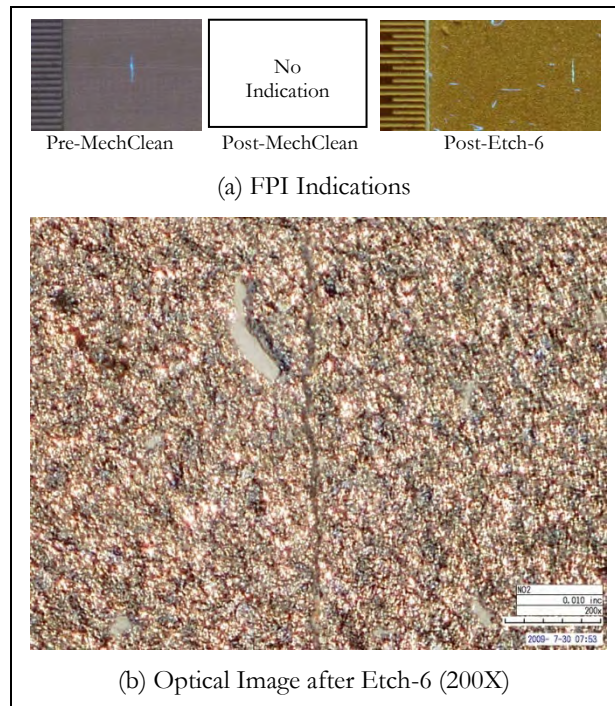 No
Indication
Pre-MechClean Post-MechClean Post-Etch-6
(a) FPI Indications
NO2
0.010 inc
200x
2009- 7-30 07:53
(b) Optical Image after Etch-6 (200X)